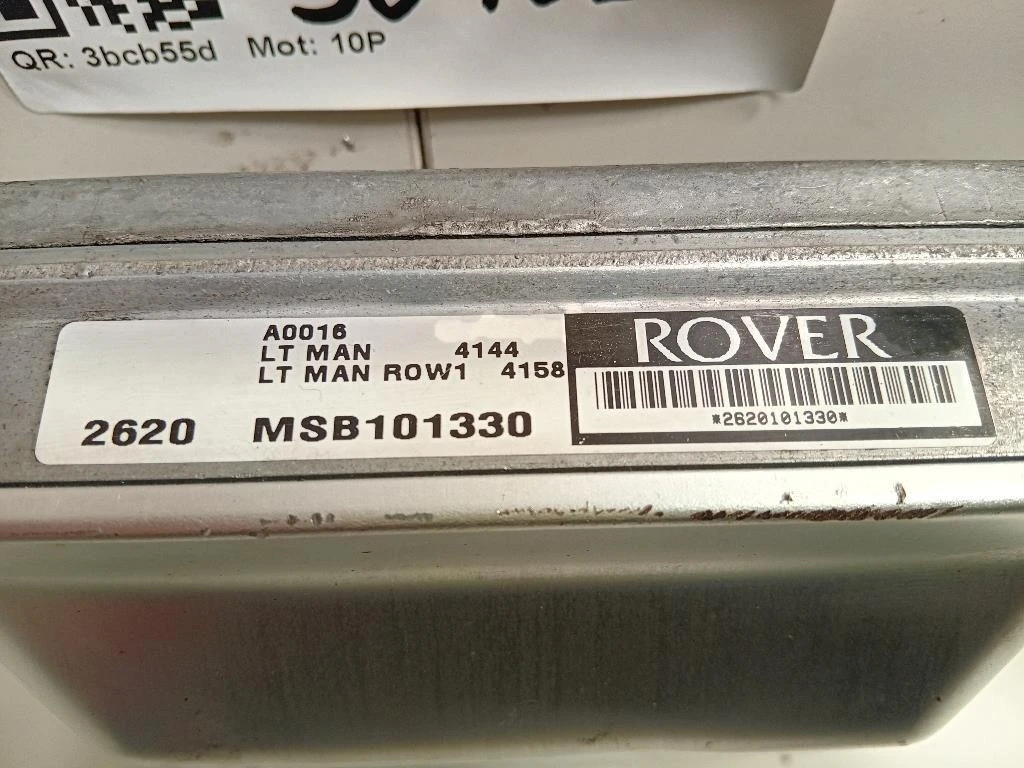 QR: 3bcb55d Mot: 10P
A0016
LT MAN 4144
LT MAN ROW1 4158
2620 MSB101330
ROVER
*2620101330*